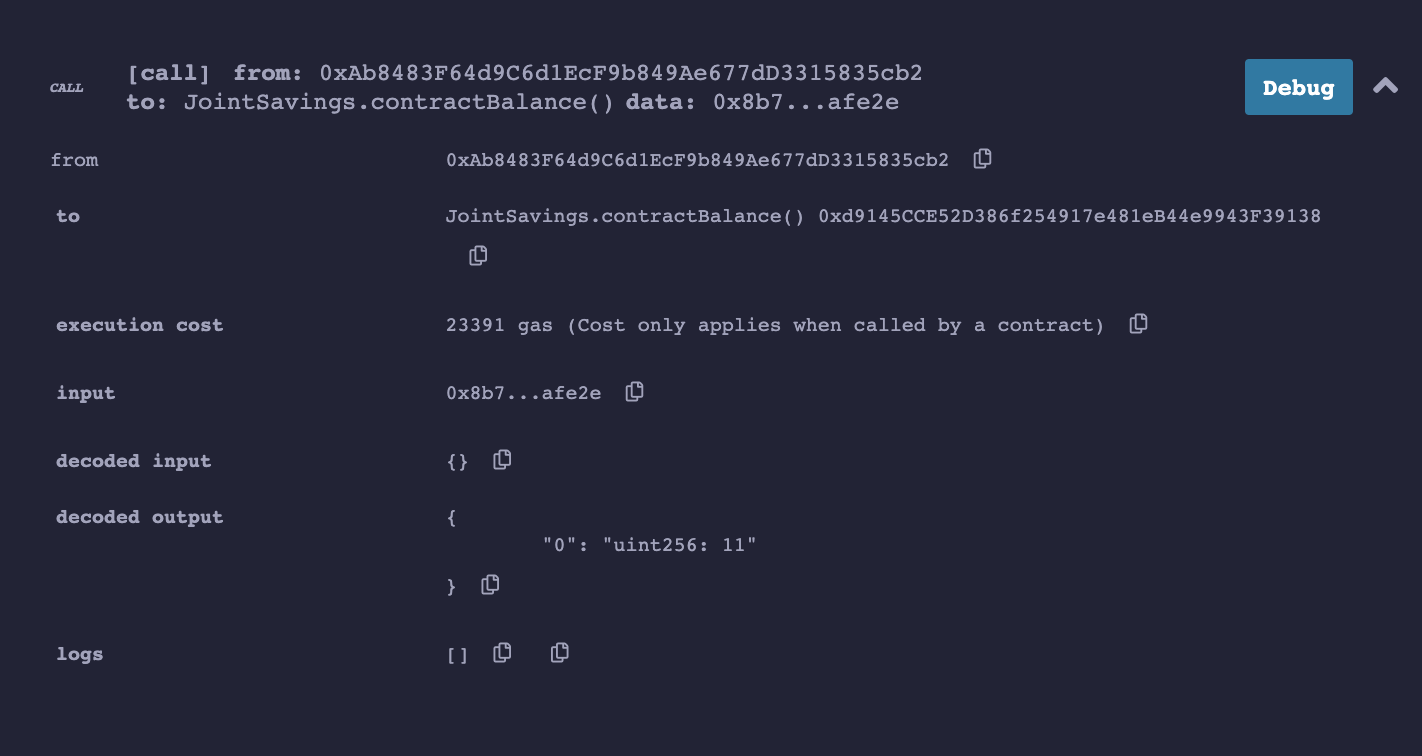 CALL
[call] from: 0xAb8483F64d9C6d1EcF9b849Ae677dD3315835cb2
to: JointSavings.contractBalance() data: 0x8b7...afe2e
Debug
from 0xAb8483F64d9C6d1EcF9b849Ae677dD3315835cb2
to JointSavings.contractBalance() 0xd9145CCE52D386f254917e481eB44e9943F39138
execution cost 23391 gas (Cost only applies when called by a contract)
input 0x8b7...afe2e
decoded input {}
decoded output {
"0": "uint256: 11"
}
logs []